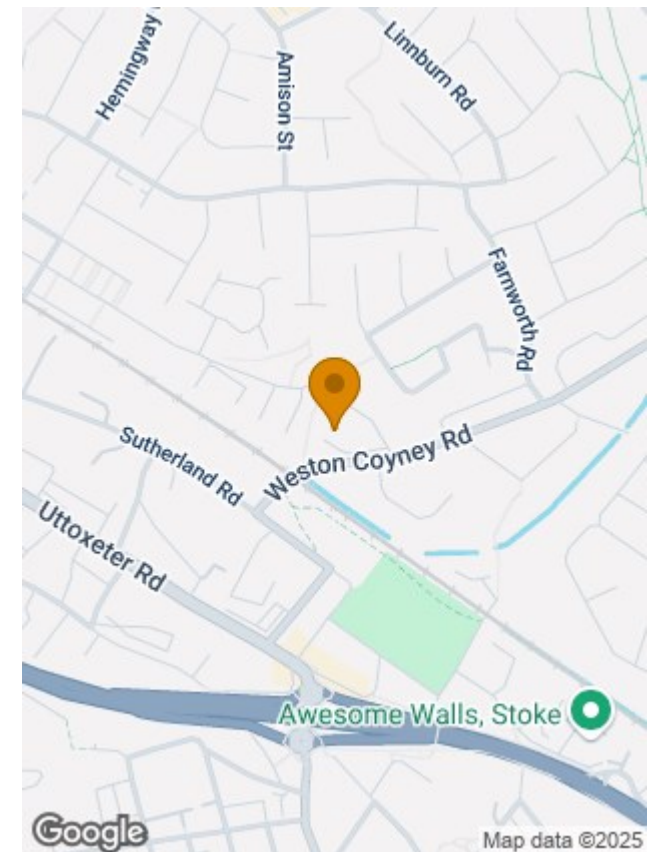 Hemingway
Amison St
Linnburn Rd
Farnworth Rd
Sutherland Rd
Weston Coyney Rd
Uttoxeter Rd
Awesome Walls, Stoke
Google
Map data ©2025